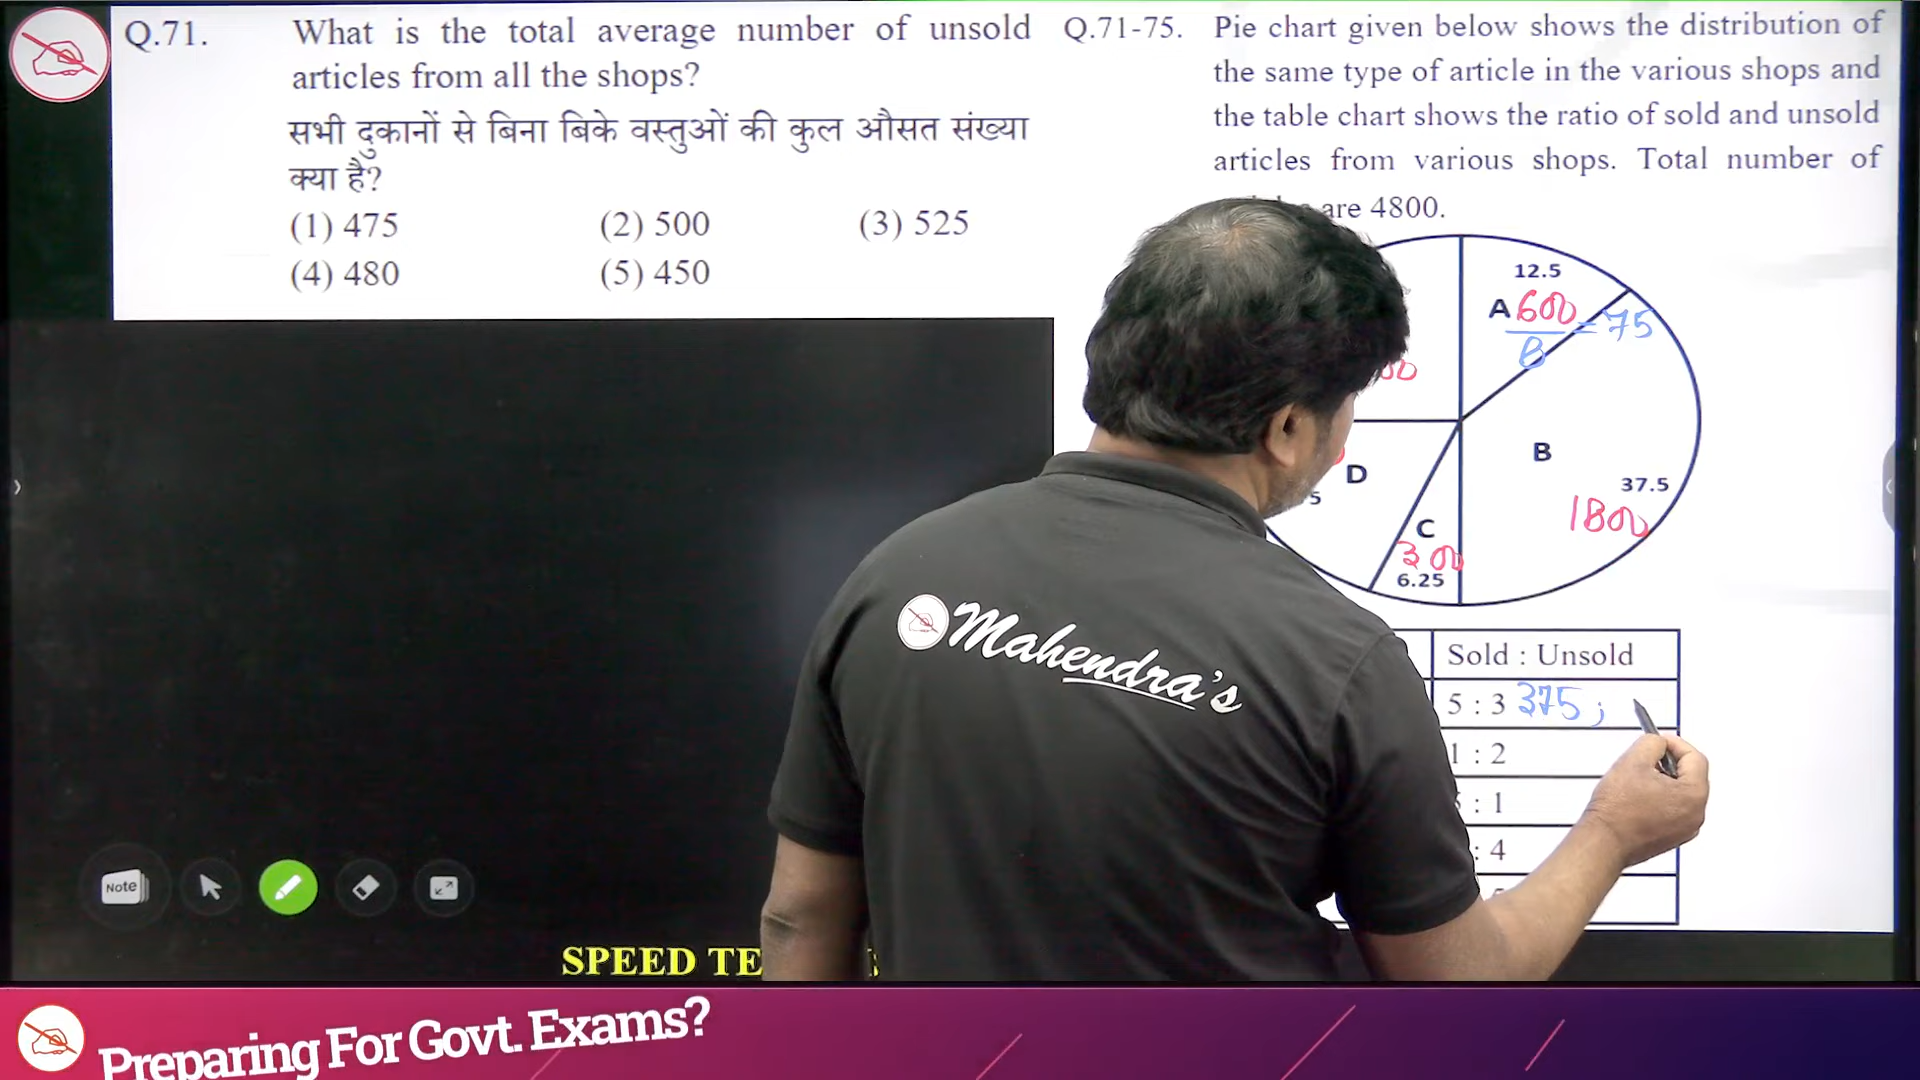 Q.71. What is the total average number of unsold
articles from all the shops?
सभी दुकानों से बिना बिके वस्तुओं की कुल औसत संख्या
क्या है?
(1) 475 (2) 500 (3) 525
(4) 480 (5) 450
Q.71-75. Pie chart given below shows the distribution of
the same type of article in the various shops and
the table chart shows the ratio of sold and unsold
articles from various shops. Total number of
are 4800.
12.5
A 600
8 = 75
B
37.5
1800
D
5
C
300
6.25
Sold : Unsold
5 : 3 375 ;
1 : 2
: 1
: 4
Mahendra's
Note
SPEED TE
Preparing For Govt. Exams?